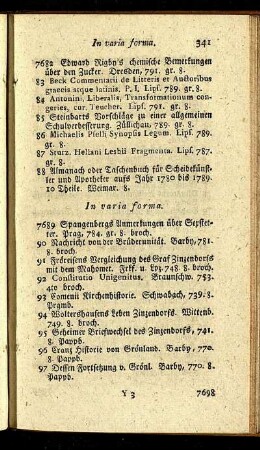 In varia forma. 341
7682 Edward Rigby's chemische Bemerkungen
über den Zucker. Dresden, 791. gr. 8.
83 Beck Commentarii de Litteris et Auctoribus
graecis atque latinis. P. I. Lips. 789. gr. 8.
84 Antonini, Liberalis, Transformationum con-
geries, cur. Teucher. Lips. 791. gr. 8.
85 Steinbarts Vorschläge zu einer allgemeinen
Schulverbesserung. Züllichau, 789. gr. 8.
86 Michaelis Pselli Synopsis Legum. Lips. 789.
gr. 8.
87 Sturz. Hellani Lesbii Fragmenta. Lips. 787.
gr. 8.
88 Almanach oder Taschenbuch für Scheidekünst-
ler und Apotheker aufs Jahr 1780 bis 1789.
10 Theile. Weimar. 8.
In varia forma.
7689 Spangenbergs Anmerkungen über
ter. Prag, 784. gr. 8. broch.
90 Nachricht von der Brüderunität. Barby, 781.
8. broch.
91 Vergleichung des Graf Zinzendorfs
mit dem Mahomet. Frkf. u. Lpz. 748. 8. broch.
92 Constitutio Unigenitus. Braunschw. 753.
4to broch.
93 Comenii Kirchenhistorie. Schwabach, 739. 8.
Prgmb.
94 Woltershausens Leben Zinzendorfs. Wittenb.
749. 8. broch.
95 Geheimer Briefwechsel des Zinzendorfs, 741.
8. Pappb.
96 Cranz Historie von Grönland. Barby, 770.
8. Pappb.
97 Dessen Fortsetzung v. Grönl. Barby, 770. 8.
Pappb.
Y 3 7698